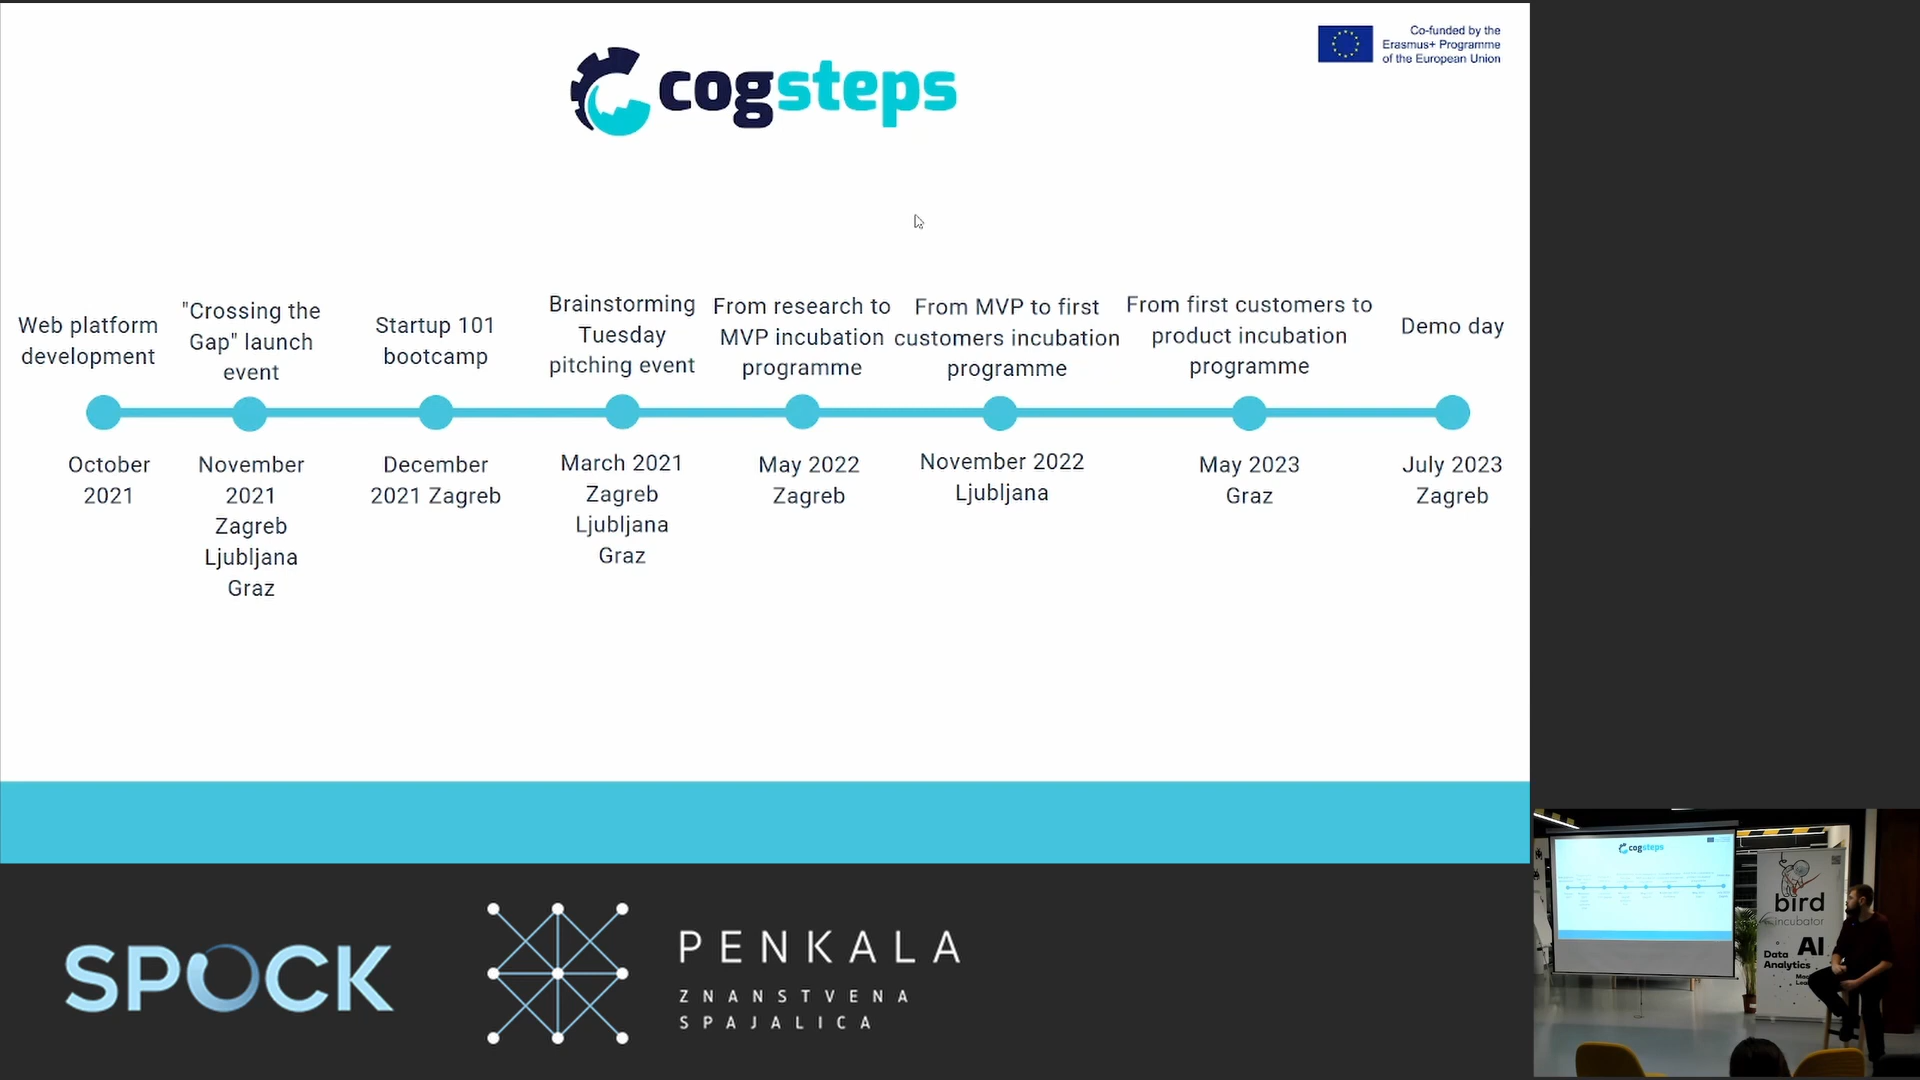 Co-funded by the
Erasmus+ Programme
of the European Union
cogsteps
Web platform
development
"Crossing the
Gap" launch
event
Startup 101
bootcamp
Brainstorming
Tuesday
pitching event
From research to
MVP incubation
programme
From MVP to first
customers incubation
programme
From first customers to
product incubation
programme
Demo day
October
2021
November
2021
Zagreb
Ljubljana
Graz
December
2021 Zagreb
March 2021
Zagreb
Ljubljana
Graz
May 2022
Zagreb
November 2022
Ljubljana
May 2023
Graz
July 2023
Zagreb
SPOCK
PENKALA
ZNANSTVENA
SPAJALICA
cogsteps
bird
incubator
AI
Data
Analytics